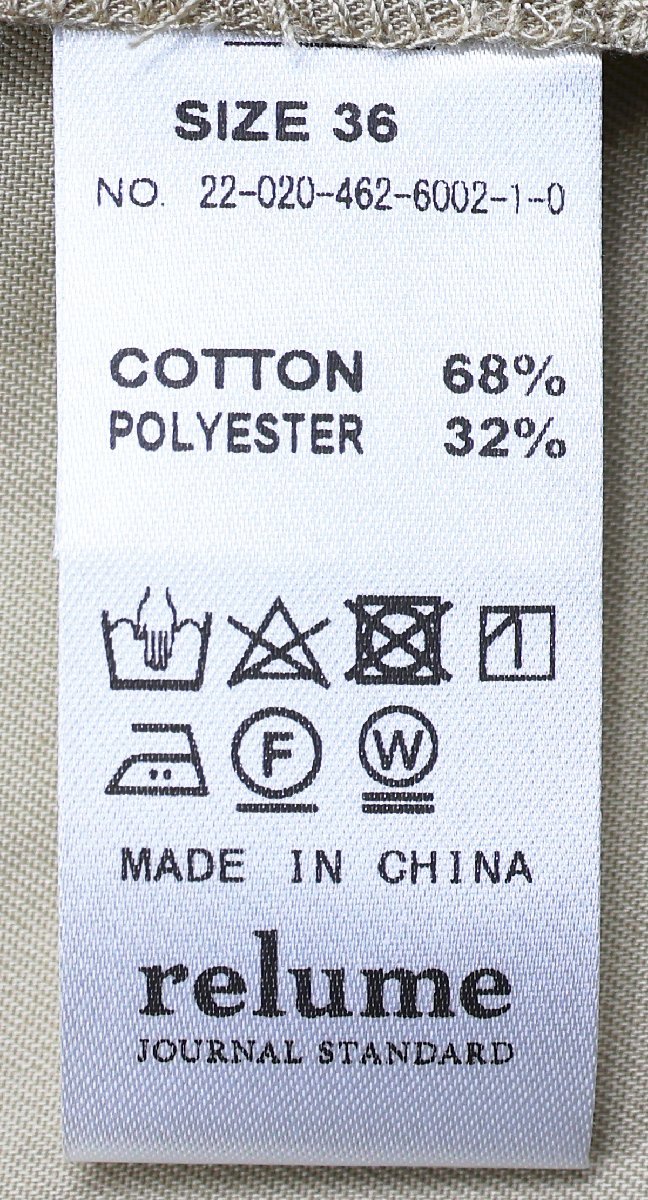 SIZE 36
NO. 22-020-462-6002-1-0
COTTON 68%
POLYESTER 32%
F W
MADE IN CHINA
relume
JOURNAL STANDARD